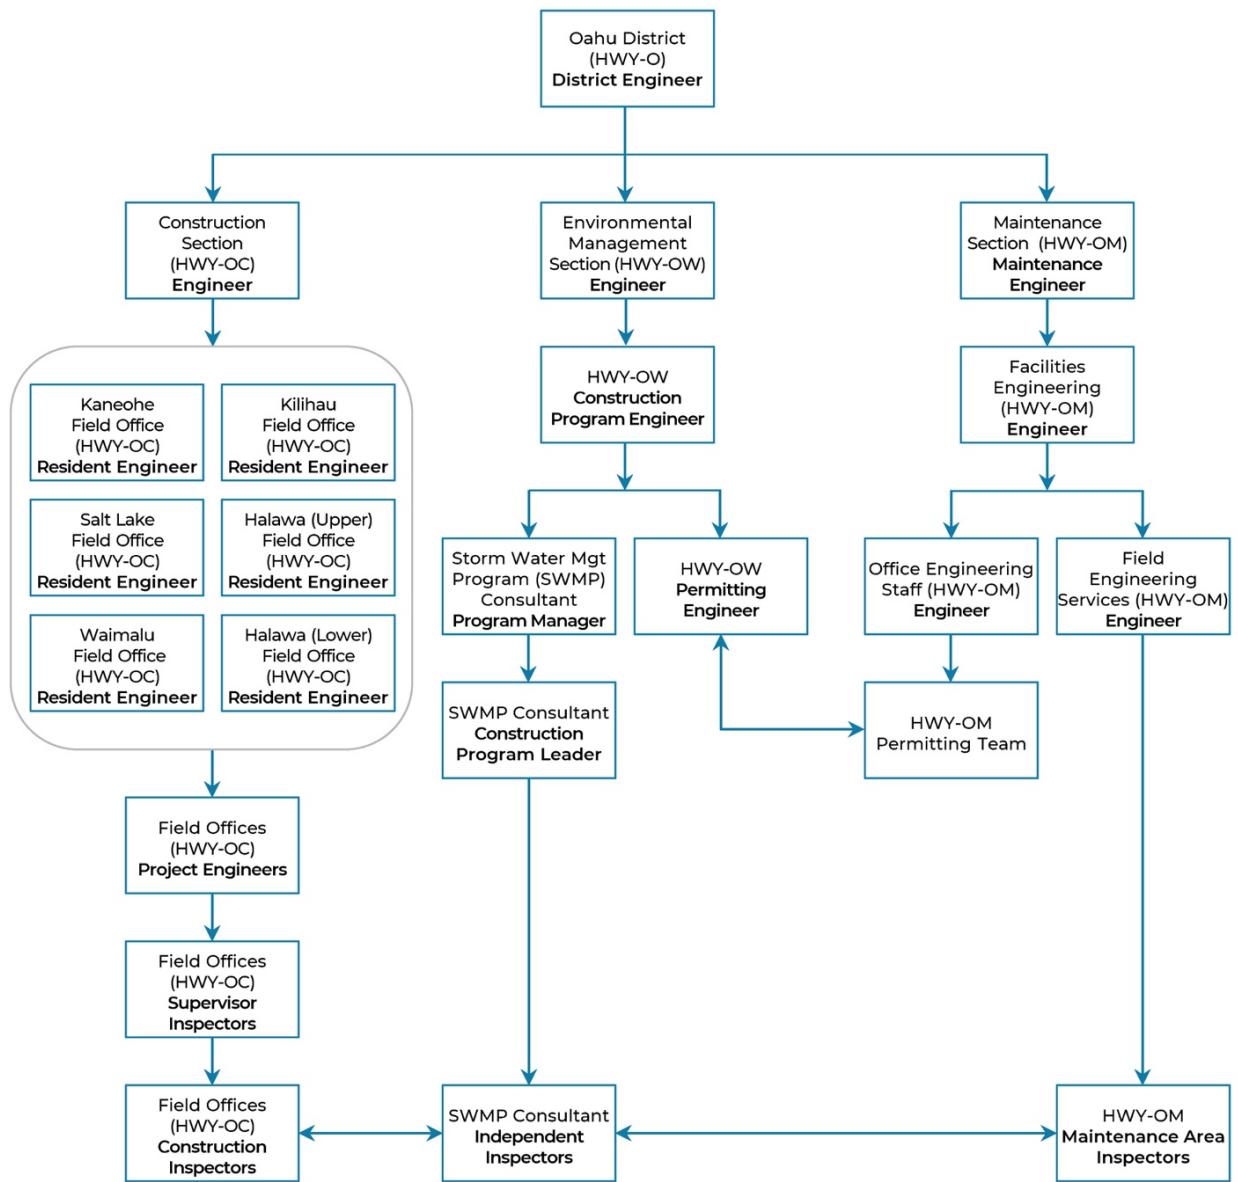 Oahu District
(HWY-O)
District Engineer
Construction
Section
(HWY-OC)
Engineer
Environmental
Management
Section (HWY-OW)
Engineer
Maintenance
Section (HWY-OM)
Maintenance
Engineer
Kaneohe
Field Office
(HWY-OC)
Resident Engineer
Kilihau
Field Office
(HWY-OC)
Resident Engineer
Salt Lake
Field Office
(HWY-OC)
Resident Engineer
Halawa (Upper)
Field Office
(HWY-OC)
Resident Engineer
Waimalu
Field Office
(HWY-OC)
Resident Engineer
Halawa (Lower)
Field Office
(HWY-OC)
Resident Engineer
HWY-OW
Construction
Program Engineer
Facilities
Engineering
(HWY-OM)
Engineer
Storm Water Mgt
Program (SWMP)
Consultant
Program Manager
HWY-OW
Permitting
Engineer
Office Engineering
Staff (HWY-OM)
Engineer
Field
Engineering
Services (HWY-OM)
Engineer
SWMP Consultant
Construction
Program Leader
HWY-OM
Permitting Team
Field Offices
(HWY-OC)
Project Engineers
Field Offices
(HWY-OC)
Supervisor
Inspectors
Field Offices
(HWY-OC)
Construction
Inspectors
SWMP Consultant
Independent
Inspectors
HWY-OM
Maintenance Area
Inspectors